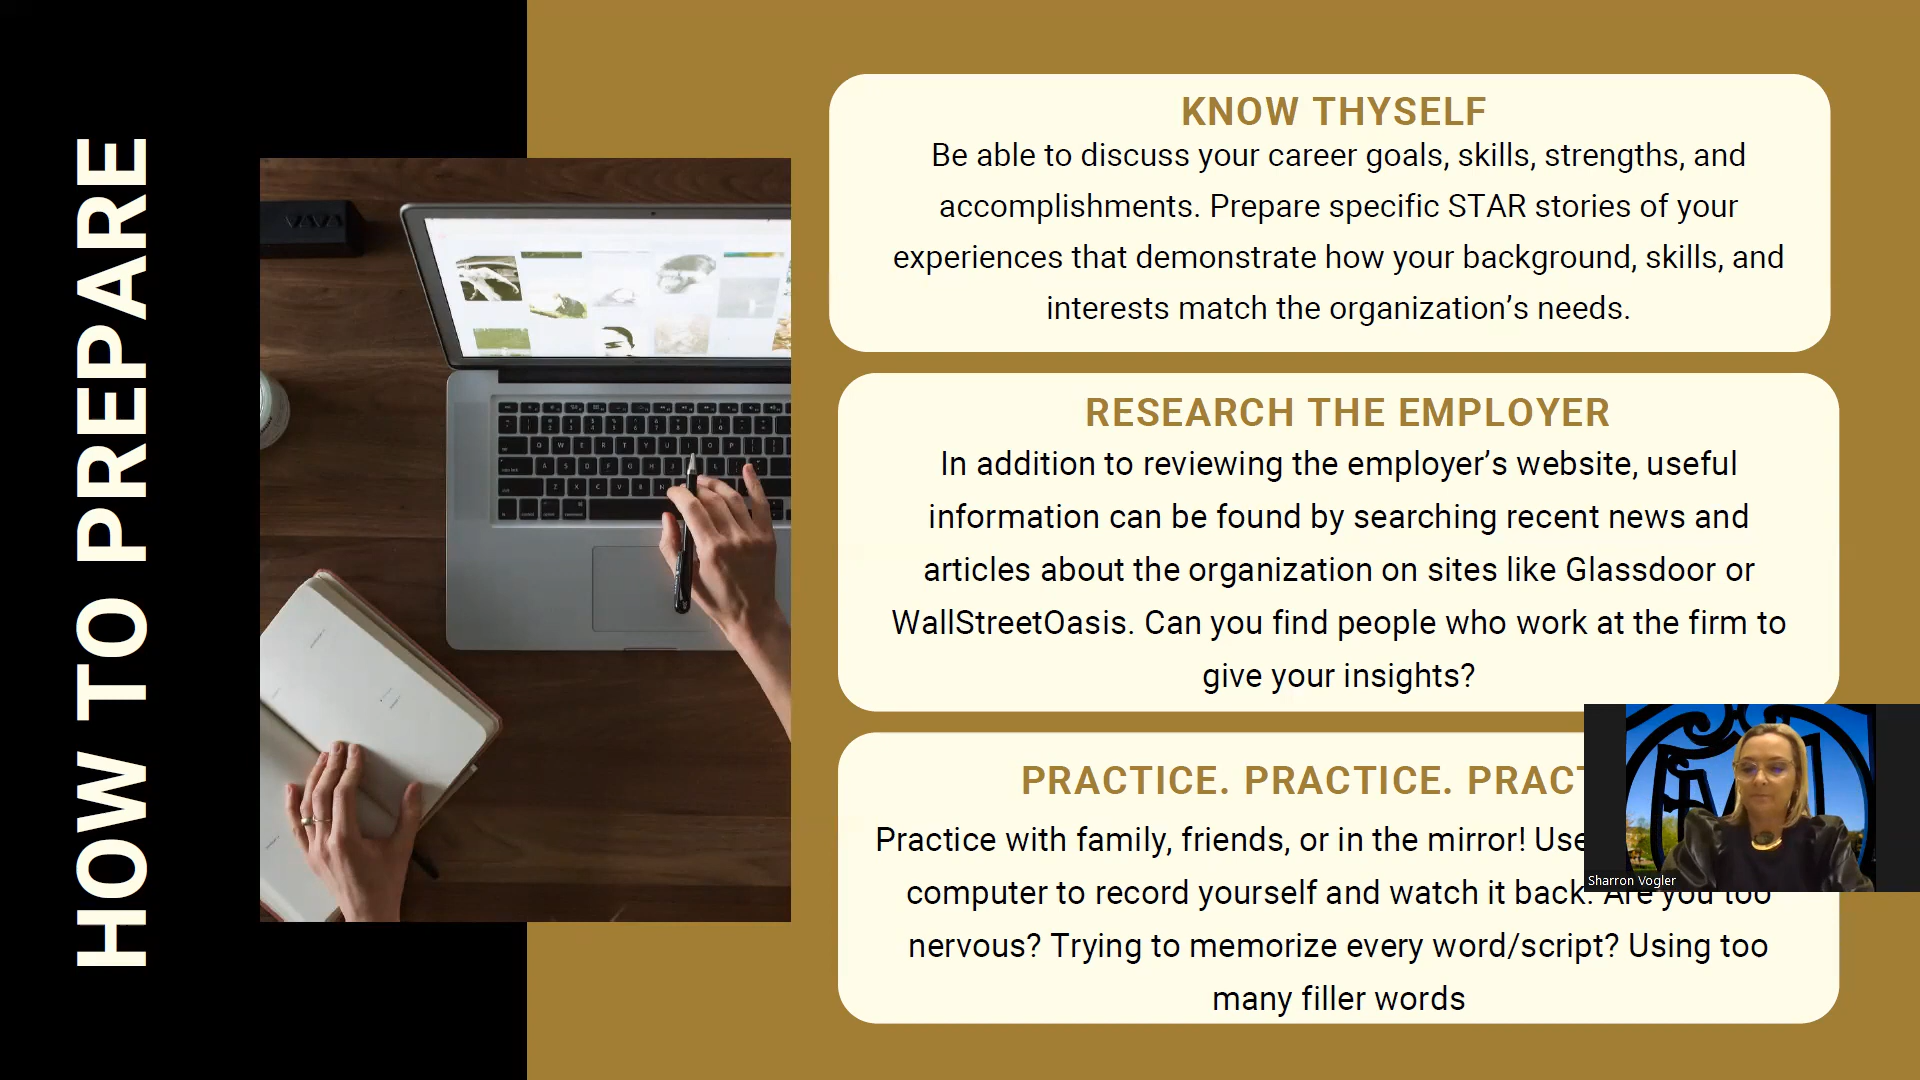 HOW TO PREPARE
VAVA
KNOW THYSELF
Be able to discuss your career goals, skills, strengths, and
accomplishments. Prepare specific STAR stories of your
experiences that demonstrate how your background, skills, and
interests match the organization’s needs.
RESEARCH THE EMPLOYER
In addition to reviewing the employer’s website, useful
information can be found by searching recent news and
articles about the organization on sites like Glassdoor or
WallStreetOasis. Can you find people who work at the firm to
give your insights?
PRACTICE. PRACTICE. PRACT
Practice with family, friends, or in the mirror! Use
computer to record yourself and watch it back. Are you too
nervous? Trying to memorize every word/script? Using too
many filler words
Sharron Vogler